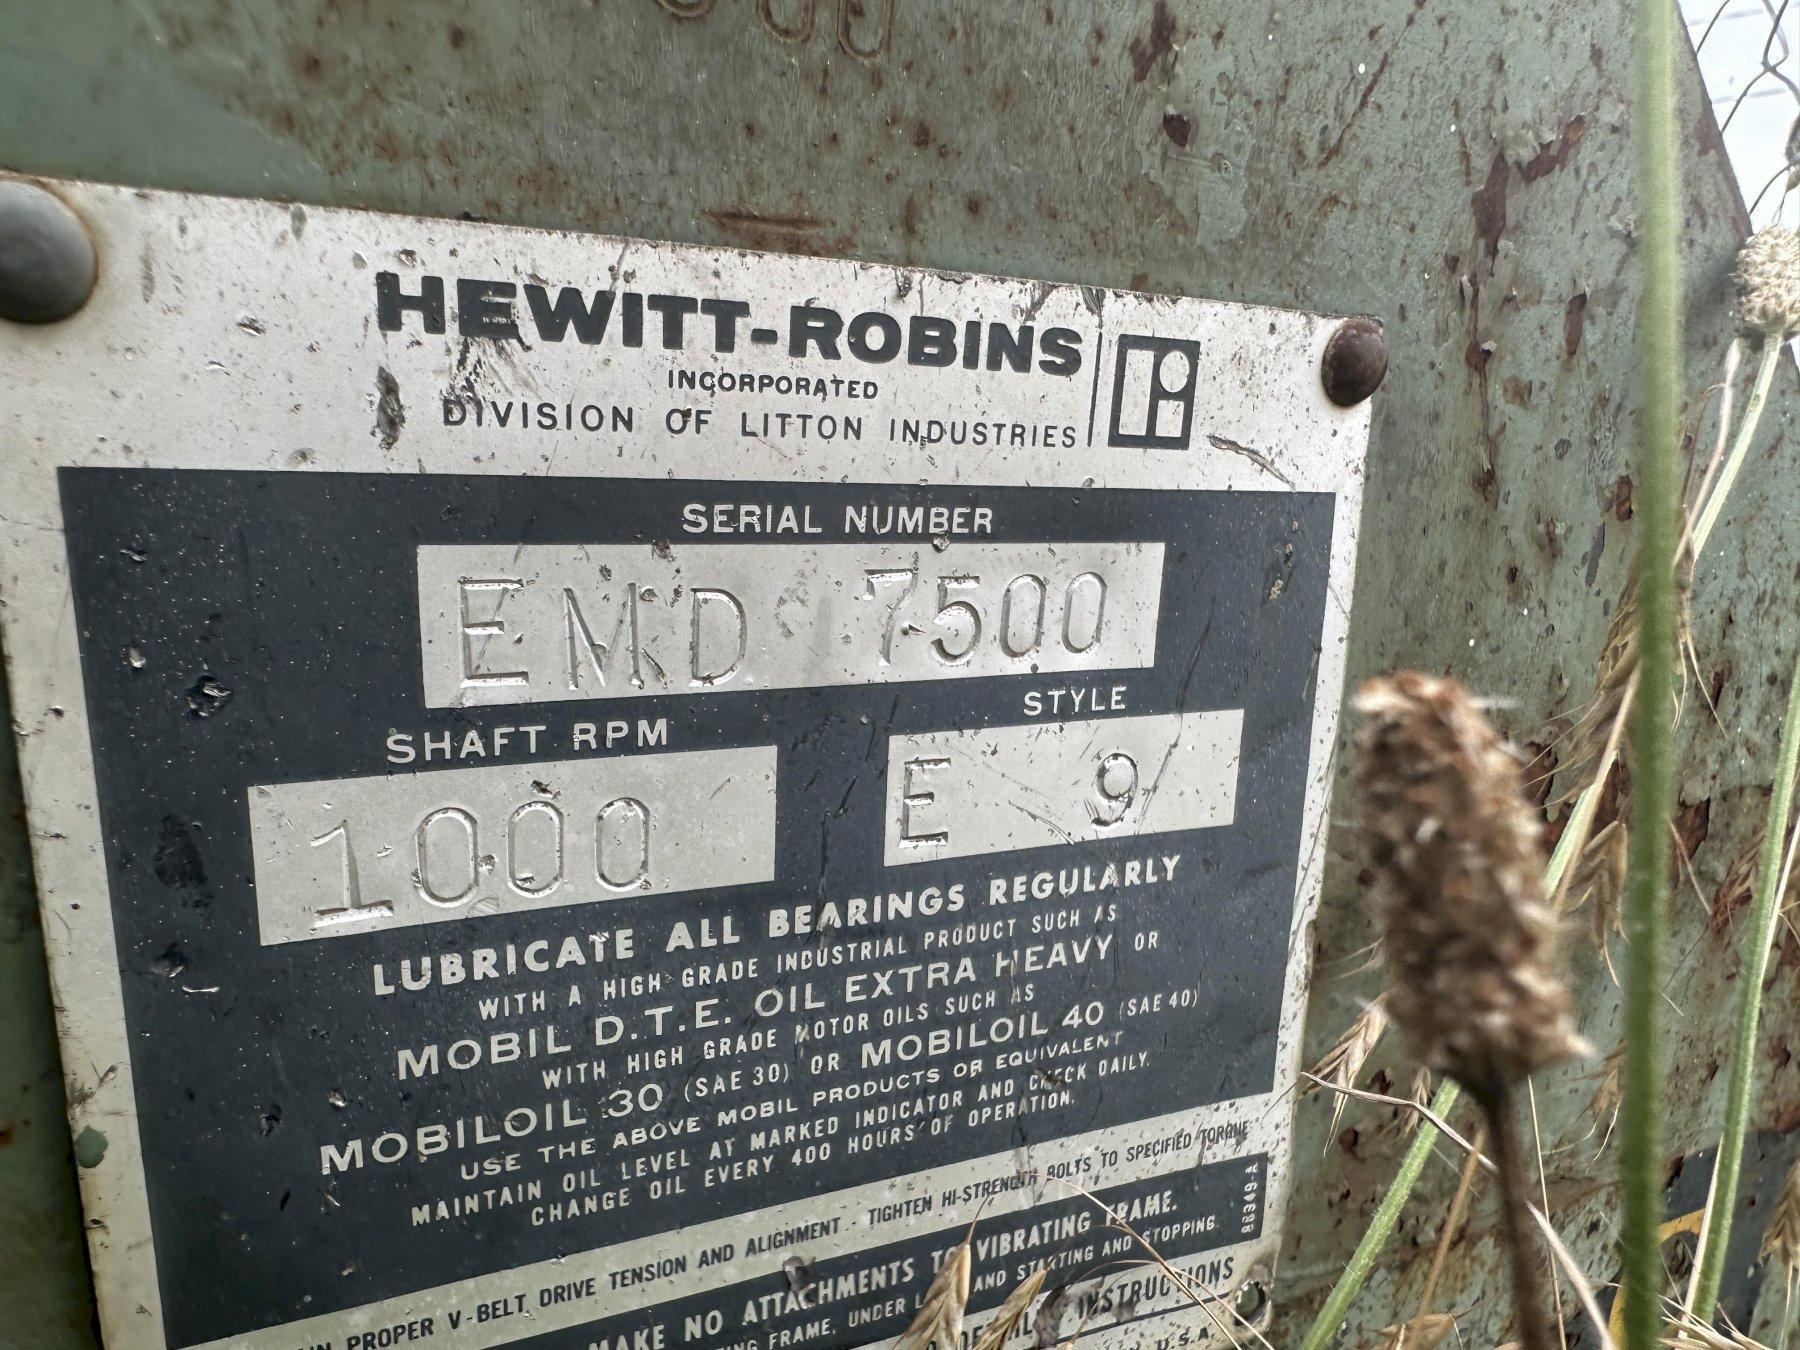 HEWITT-ROBINS
INCORPORATED
DIVISION OF LITTON INDUSTRIES
SERIAL NUMBER
EMD 7500
SHAFT RPM
STYLE
1000
E 9
LUBRICATE ALL BEARINGS REGULARLY
WITH A HIGH GRADE INDUSTRIAL PRODUCT SUCH AS
MOBIL D.T.E. OIL EXTRA HEAVY OR
WITH HIGH GRADE MOTOR OILS SUCH AS
MOBILOIL 30 (SAE 30) OR MOBILOIL 40 (SAE 40)
USE THE ABOVE MOBIL PRODUCTS OR EQUIVALENT
MAINTAIN OIL LEVEL AT MARKED INDICATOR AND CHECK DAILY.
CHANGE OIL EVERY 400 HOURS OF OPERATION.
PROPER V-BELT DRIVE TENSION AND ALIGNMENT - TIGHTEN HI-STRENGTH BOLTS TO SPECIFIED TORQUE
MAKE NO ATTACHMENTS TO VIBRATING FRAME.
FRAME, UNDER AND STARTING AND STOPPING.
88349-A
INSTRUCTIONS
U.S.A.